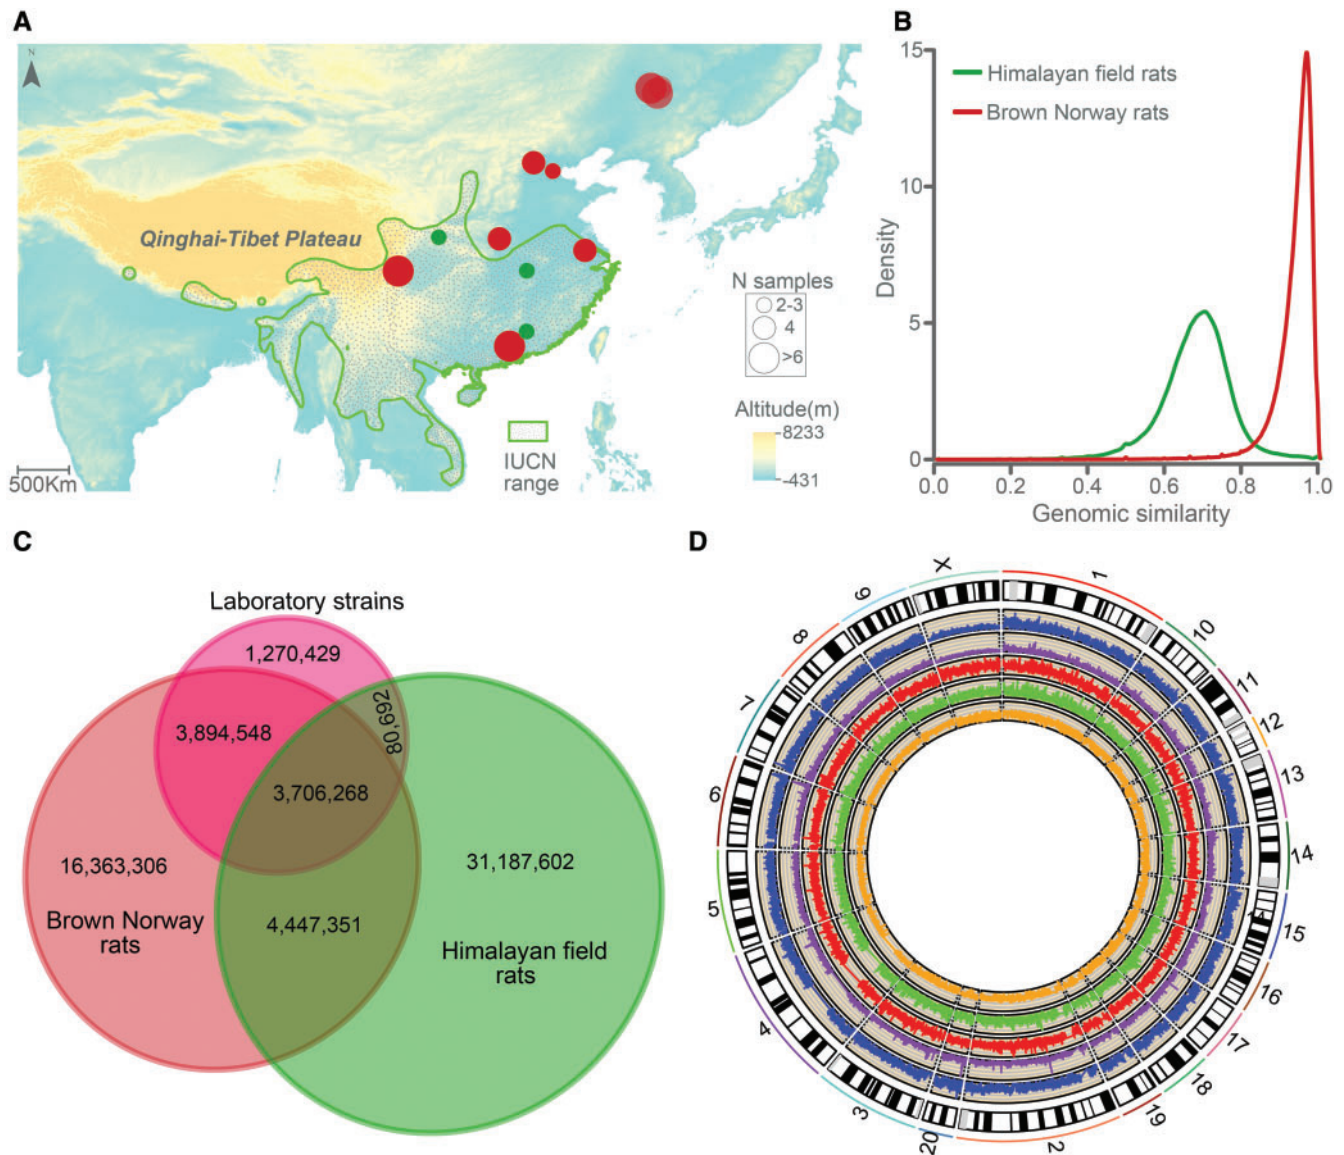 A
N
Qinghai-Tibet Plateau
N samples
2-3
4
>6
Altitude(m)
8233
-431
IUCN
range
500Km
B
15
10
5
0
Density
Himalayan field rats
Brown Norway rats
0.0 0.2 0.4 0.6 0.8 1.0
Genomic similarity
C
Laboratory strains
1,270,429
80,692
3,894,548
3,706,268
16,363,306
31,187,602
Brown Norway
rats
4,447,351
Himalayan field
rats
D
1
10
11
12
13
14
15
16
17
18
19
2
20
3
4
5
6
7
8
9
X